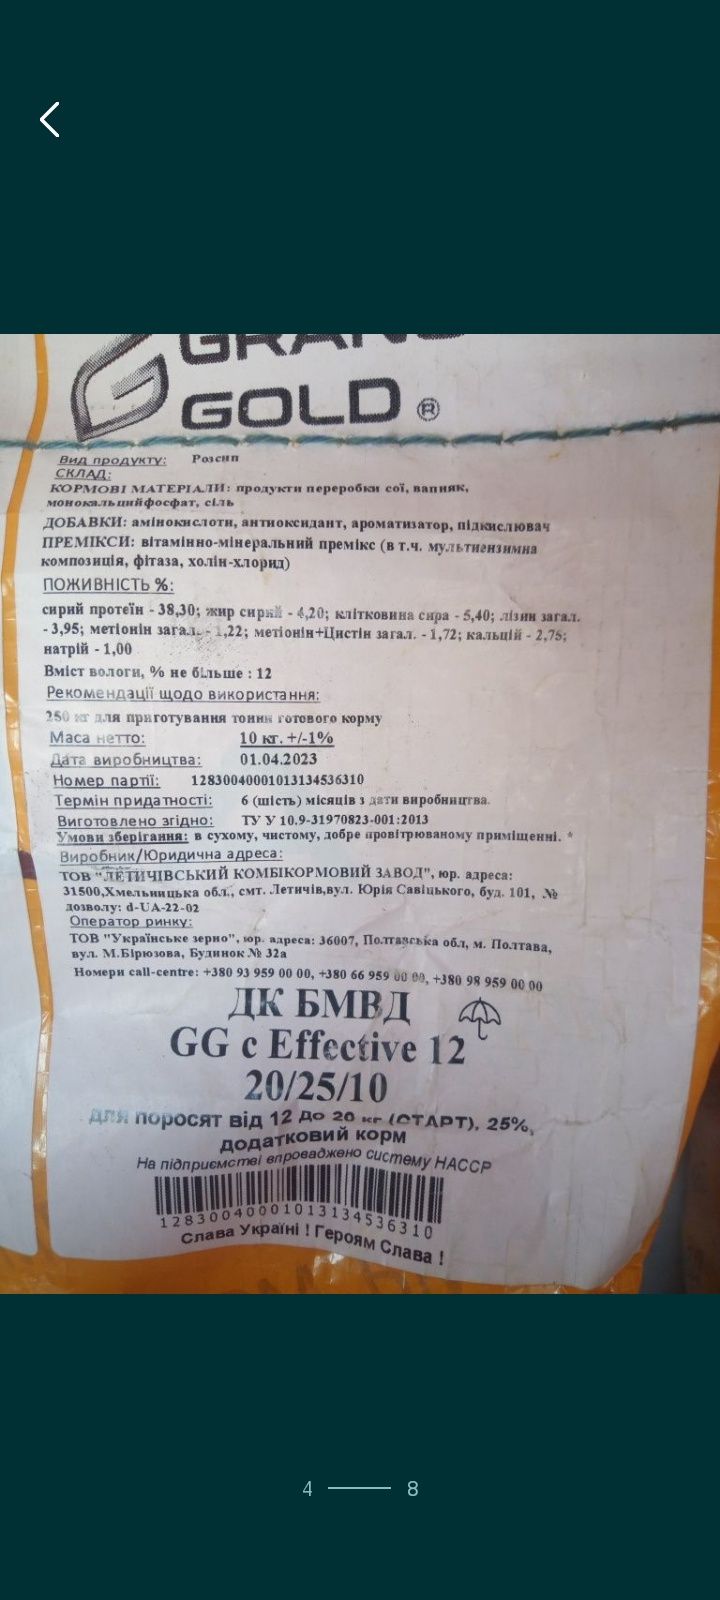 GRAND
GOLD ®
Вид продукту: Розсип
СКЛАД:
КОРМОВІ МАТЕРІАЛИ: продукти переробки сої, вапняк,
монокальційфосфат, сіль
ДОБАВКИ: амінокислоти, антиоксидант, ароматизатор, підкислювач
ПРЕМІКСИ: вітамінно-мінеральний премікс (в т.ч. мультиензимна
композиція, фітаза, холін-хлорид)
ПОЖИВНІСТЬ %:
сирий протеїн - 38,30; жир сирий - 4,20; клітковина сира - 5,40; лізин загал.
- 3,95; метіонін загал. - 1,22; метіонін+Цистін загал. - 1,72; кальцій - 2,75;
натрій - 1,00
Вміст вологи, % не більше : 12
Рекомендації щодо використання:
250 кг для приготування тонни готового корму
Маса нетто: 10 кг. +/-1%
Дата виробництва: 01.04.2023
Номер партії: 12830040001013134536310
Термін придатності: 6 (шість) місяців з дати виробництва.
Виготовлено згідно: ТУ У 10.9-31970823-001:2013
Умови зберігання: в сухому, чистому, добре провітрюваному приміщенні. *
Виробник/Юридична адреса:
ТОВ "ЛЕТИЧІВСЬКИЙ КОМБІКОРМОВИЙ ЗАВОД", юр. адреса:
31500,Хмельницька обл., смт. Летичів,вул. Юрія Савіцького, буд. 101, №
дозволу: d-UA-22-02
Оператор ринку:
ТОВ "Українське зерно", юр. адреса: 36007, Полтавська обл, м. Полтава,
вул. М.Бірюзова, Будинок № 32а
Номери call-centre: +380 93 959 00 00, +380 66 959 00 00, +380 98 959 00 00
ДК БМВД
GG с Effective 12
20/25/10
для поросят від 12 до 20 кг (СТАРТ), 25%,
додатковий корм
На підприємстві впроваджено систему НАССР
12830040001013134536310
Слава Україні ! Героям Слава !
4 8